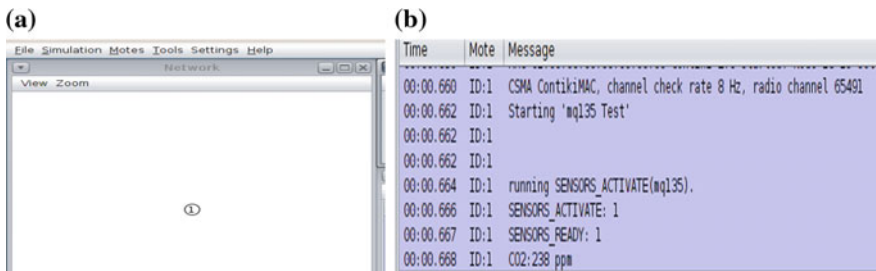 (a)
File Simulation Motes Tools Settings Help
Network
View Zoom
1
(b)
Time Mote Message
00:00.660 ID:1 CSMA ContikiMAC, channel check rate 8 Hz, radio channel 65491
00:00.662 ID:1 Starting 'mq135 Test'
00:00.662 ID:1
00:00.662 ID:1
00:00.664 ID:1 running SENSORS_ACTIVATE(mq135).
00:00.666 ID:1 SENSORS_ACTIVATE: 1
00:00.667 ID:1 SENSORS_READY: 1
00:00.668 ID:1 CO2:238 ppm